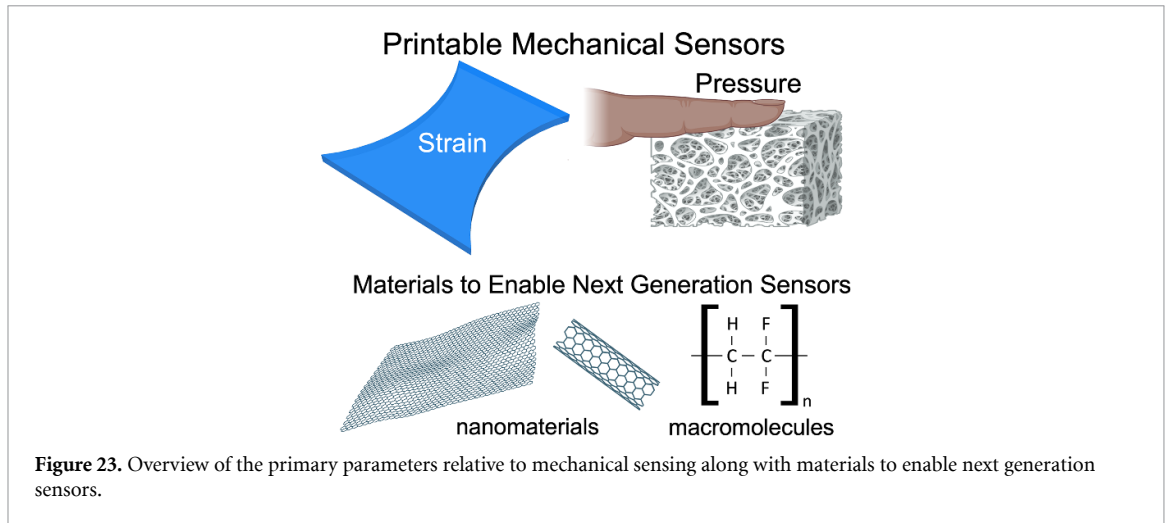 Printable Mechanical Sensors
Pressure
Strain
Materials to Enable Next Generation Sensors
H F
C C
H F
n
nanomaterials
macromolecules
Figure 23. Overview of the primary parameters relative to mechanical sensing along with materials to enable next generation
sensors.